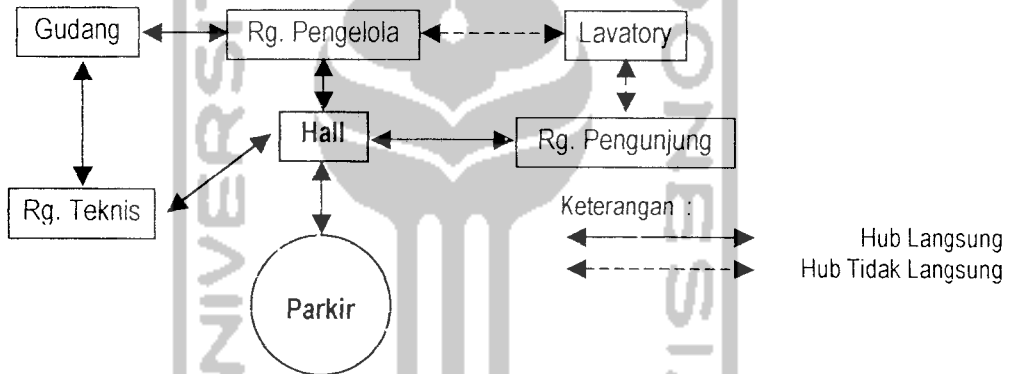 Gudang
Rg. Pengelola
Lavatory
Hall
Rg. Pengunjung
Rg. Teknis
Keterangan :
Hub Langsung
Hub Tidak Langsung
Parkir